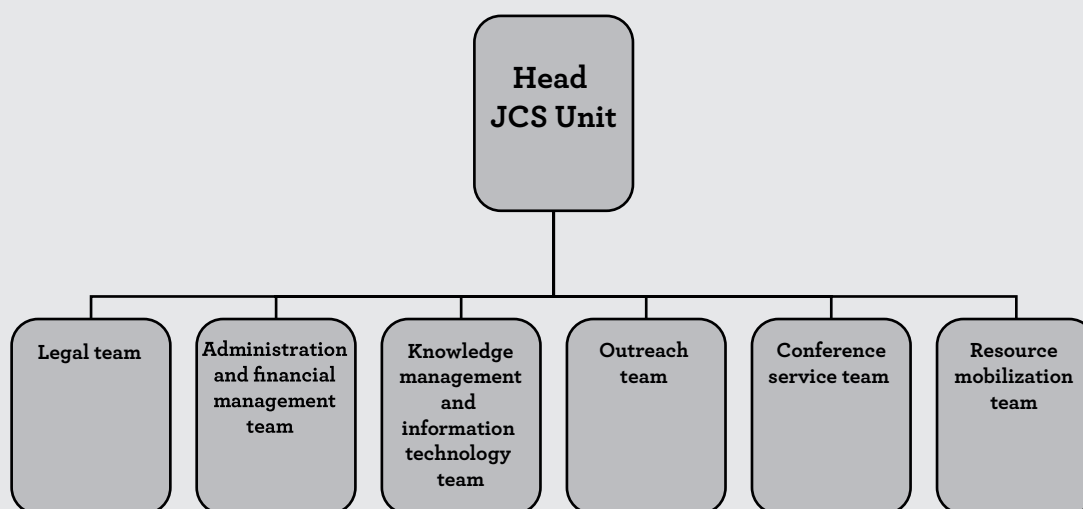 Head
JCS Unit
Legal team
Administration
and financial
management
team
Knowledge
management
and
information
technology
team
Outreach
team
Conference
service team
Resource
mobilization
team